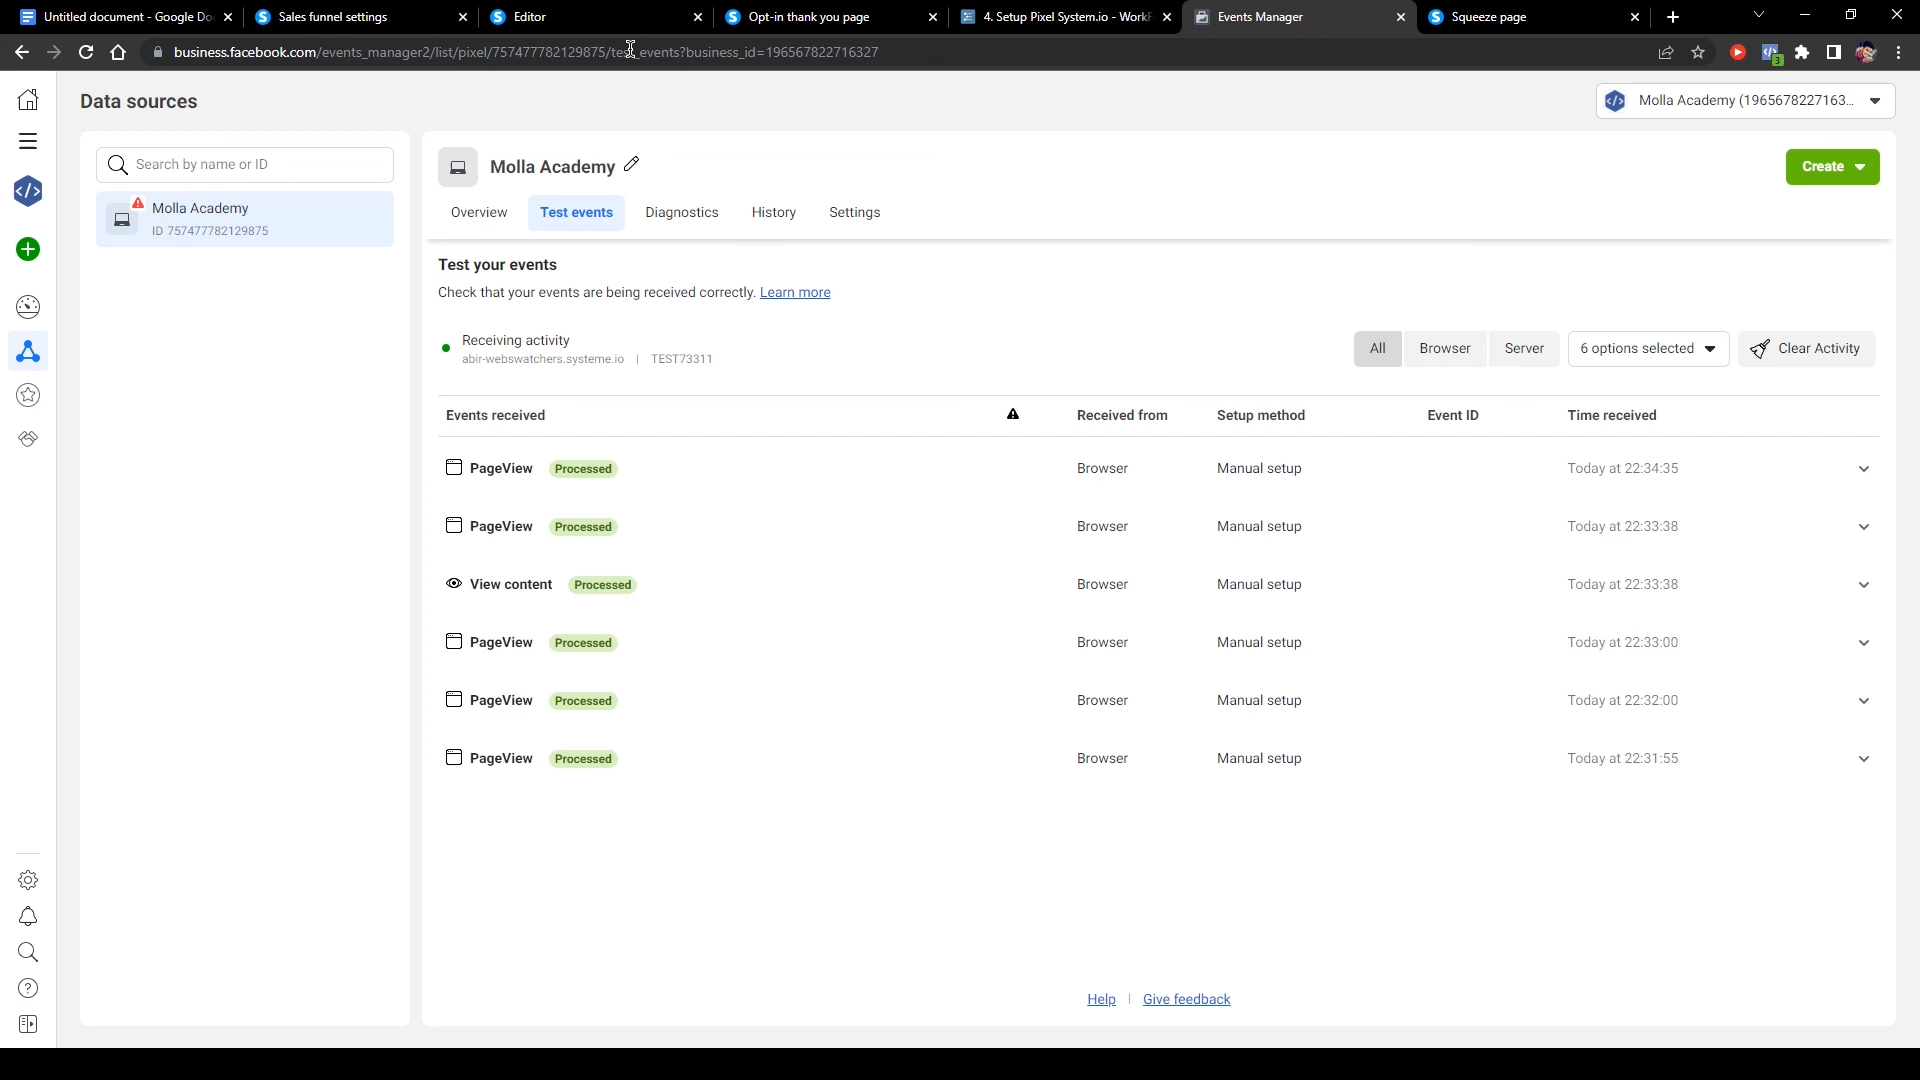 Untitled document - Google Do
Sales funnel settings
Editor
Opt-in thank you page
4. Setup Pixel System.io - WorkF
Events Manager
Squeeze page
business.facebook.com/events_manager2/list/pixel/757477782129875/test_events?business_id=196567822716327
3
Data sources
Molla Academy (1965678227163...
Search by name or ID
Molla Academy
ID 757477782129875
Molla Academy
Create
Overview
Test events
Diagnostics
History
Settings
Test your events
Check that your events are being received correctly. Learn more
Receiving activity
abir-webswatchers.systeme.io | TEST73311
All
Browser
Server
6 options selected
Clear Activity
Events received
Received from
Setup method
Event ID
Time received
PageView Processed Browser Manual setup Today at 22:34:35
PageView Processed Browser Manual setup Today at 22:33:38
View content Processed Browser Manual setup Today at 22:33:38
PageView Processed Browser Manual setup Today at 22:33:00
PageView Processed Browser Manual setup Today at 22:32:00
PageView Processed Browser Manual setup Today at 22:31:55
Help | Give feedback